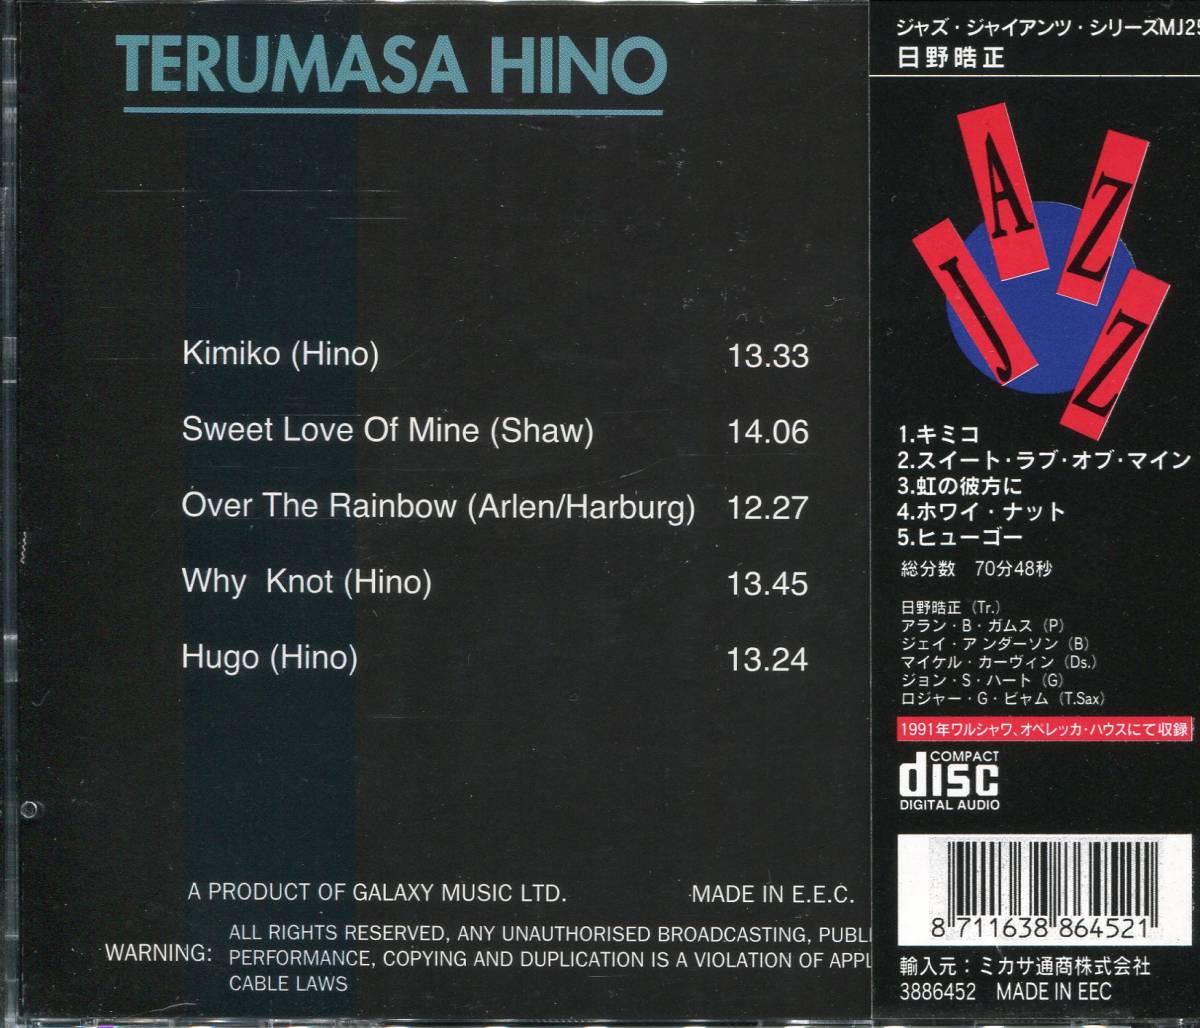 TERUMASA HINO
Kimiko (Hino) 13.33
Sweet Love Of Mine (Shaw) 14.06
Over The Rainbow (Arlen/Harburg) 12.27
Why Knot (Hino) 13.45
Hugo (Hino) 13.24
A PRODUCT OF GALAXY MUSIC LTD. MADE IN E.E.C.
WARNING: ALL RIGHTS RESERVED, ANY UNAUTHORISED BROADCASTING, PUBLI
PERFORMANCE, COPYING AND DUPLICATION IS A VIOLATION OF APPL
CABLE LAWS
ジャズ・ジャイアンツ・シリーズMJ25
日野晧正
JAZZ
1.キミコ
2.スイート・ラブ・オブ・マイン
3.虹の彼方に
4.ホワイ・ナット
5.ヒューゴー
総分数 70分48秒
日野晧正 (Tr.)
アラン・B・ガムス (P)
ジェイ・アンダーソン (B)
マイケル・カーヴィン (Ds.)
ジョン・S・ハート (G)
ロジャー・G・ビャム (T.Sax)
1991年ワルシャワ、オペレッカ・ハウスにて収録
COMPACT
disc
DIGITAL AUDIO
8 711638 864521
輸入元:ミカサ通商株式会社
3886452 MADE IN EEC